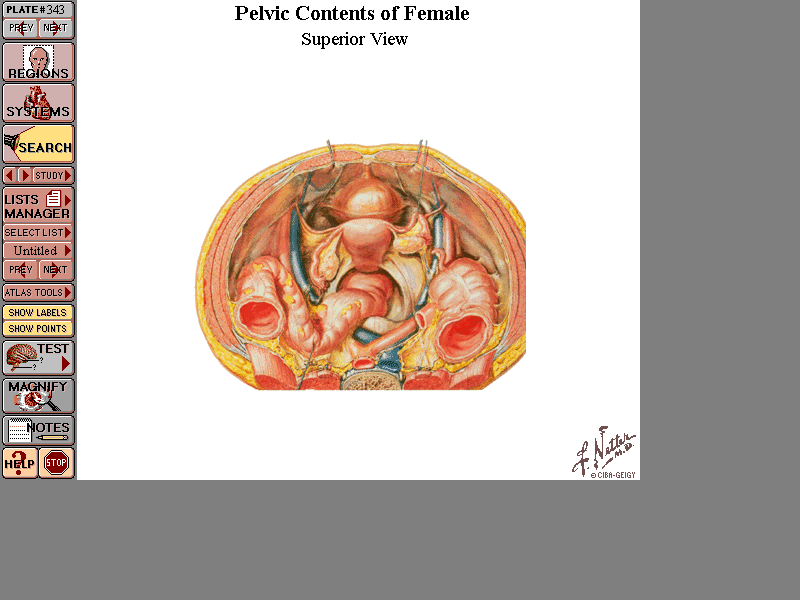 PLATE# 343
PREV NEXT
REGIONS
SYSTEMS
SEARCH
STUDY
LISTS
MANAGER
SELECT LIST
Untitled
PREV NEXT
ATLAS TOOLS
SHOW LABELS
SHOW POINTS
TEST
MAGNIFY
NOTES
HELP STOP
Pelvic Contents of Female
Superior View
F. Netter
M.D.
© CIBA-GEIGY